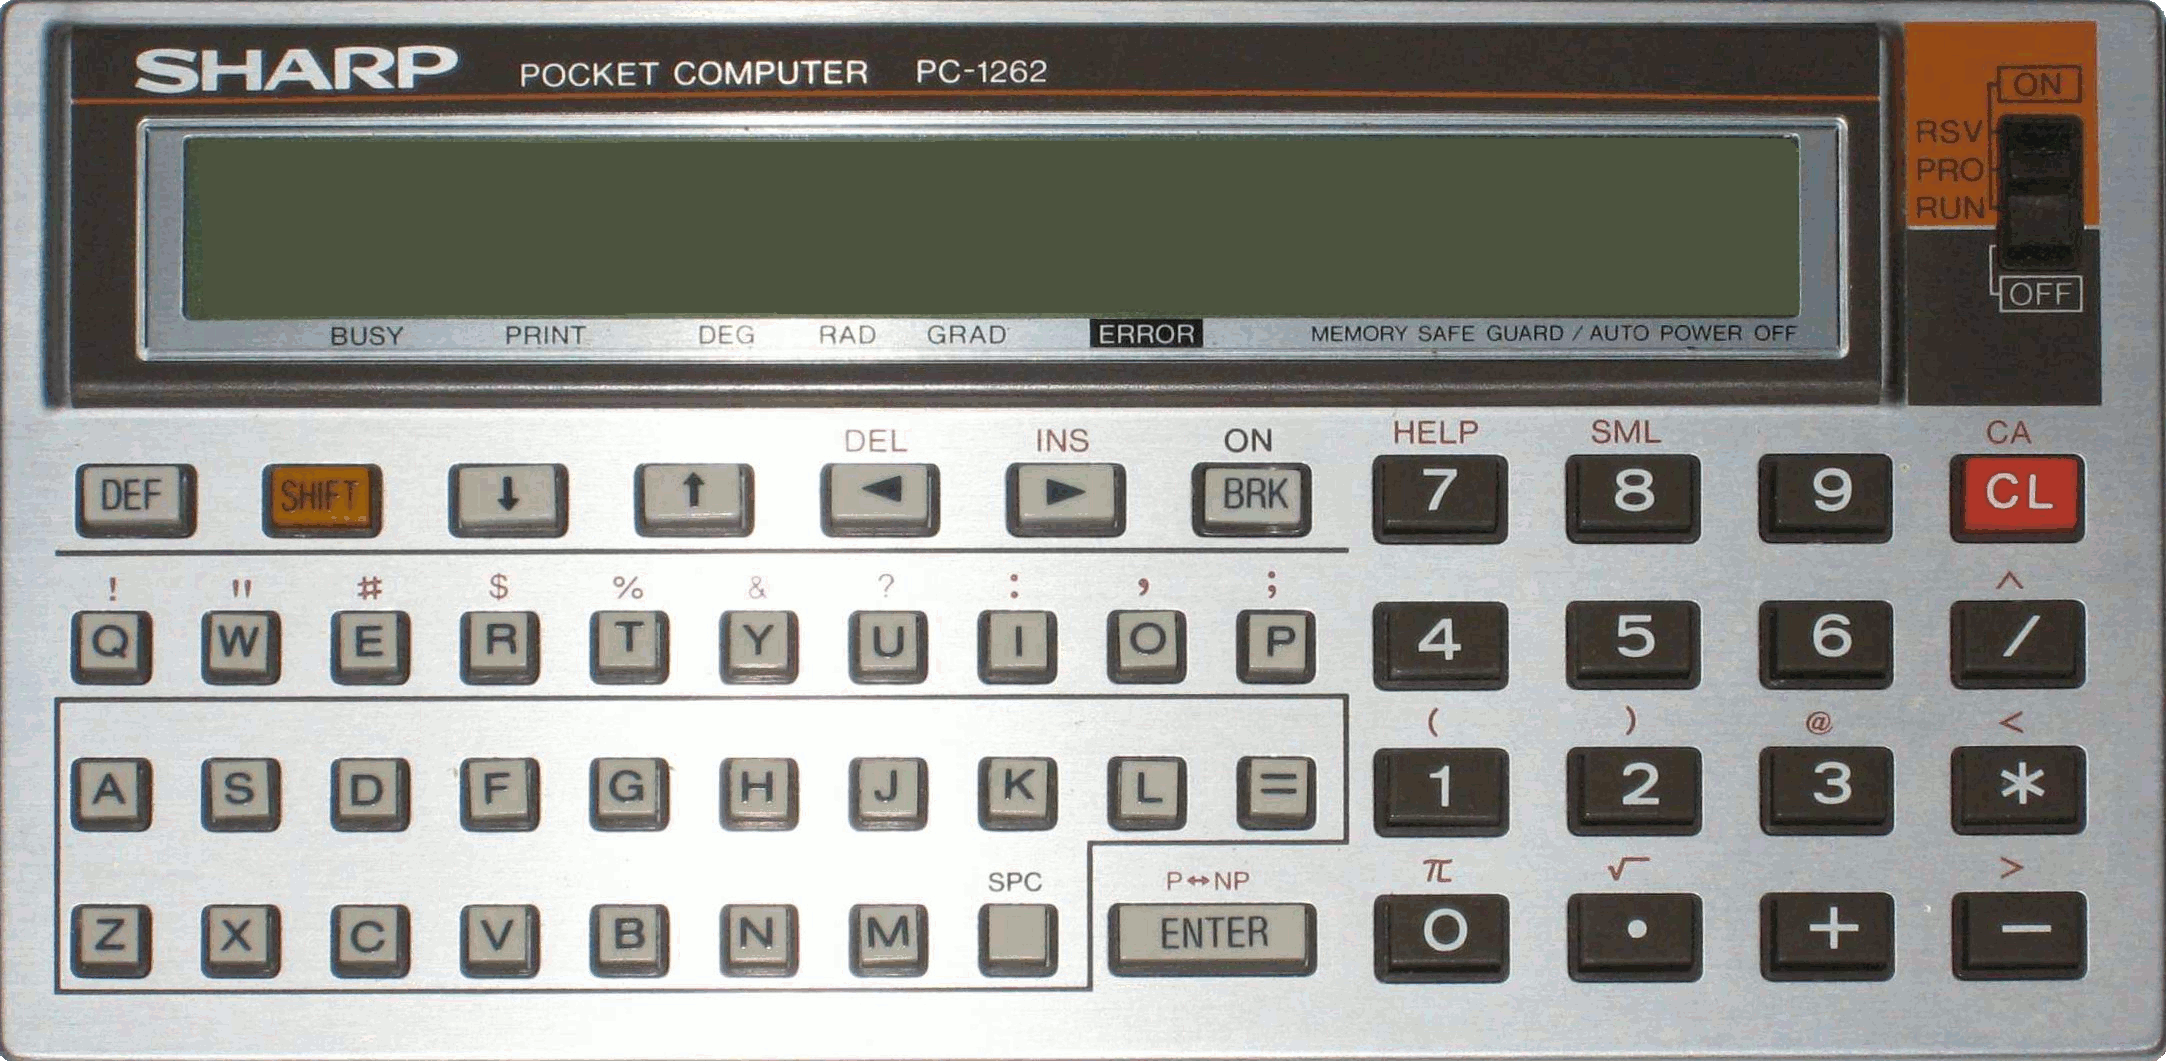 SHARP POCKET COMPUTER PC-1262
ON
RSV
PRO
RUN
OFF
BUSY PRINT DEG RAD GRAD ERROR MEMORY SAFE GUARD / AUTO POWER OFF
DEL INS ON HELP SML CA
DEF SHIFT ↓ ↑ ◄ ► BRK 7 8 9 CL
! " # $ % & ? : , ; ^
Q W E R T Y U I O P 4 5 6 /
( ) @ <
A S D F G H J K L = 1 2 3 *
SPC P↔NP π √ >
Z X C V B N M ENTER 0 . + −